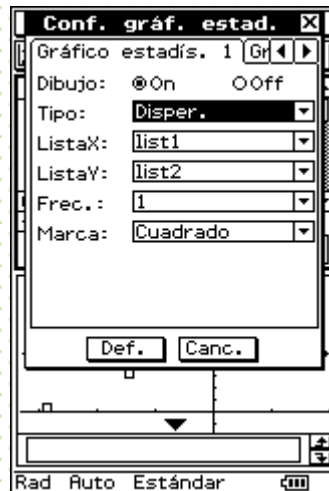 Conf. gráf. estad.
Gráfico estadís. 1 Gr
Dibujo: On Off
Tipo: Disper.
ListaX: list1
ListaY: list2
Frec.: 1
Marca: Cuadrado
Def. Canc.
Rad Auto Estándar